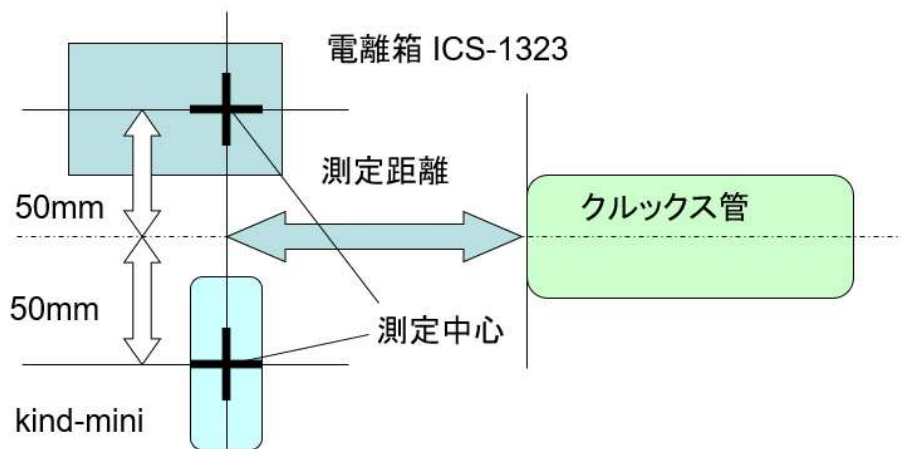 電離箱 ICS-1323
測定距離
クルックス管
50mm
50mm
測定中心
kind-mini